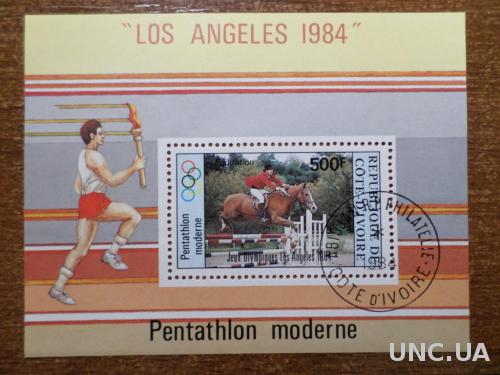 "LOS ANGELES 1984"
Equitation
500F
REPUBLIQUE DE
COTE D'IVOIRE
Pentathlon
moderne
Jeux Olympiques Los Angeles 1984
PHILATELIE
1984
COTE D'IVOIRE
Pentathlon moderne
UNC.UA